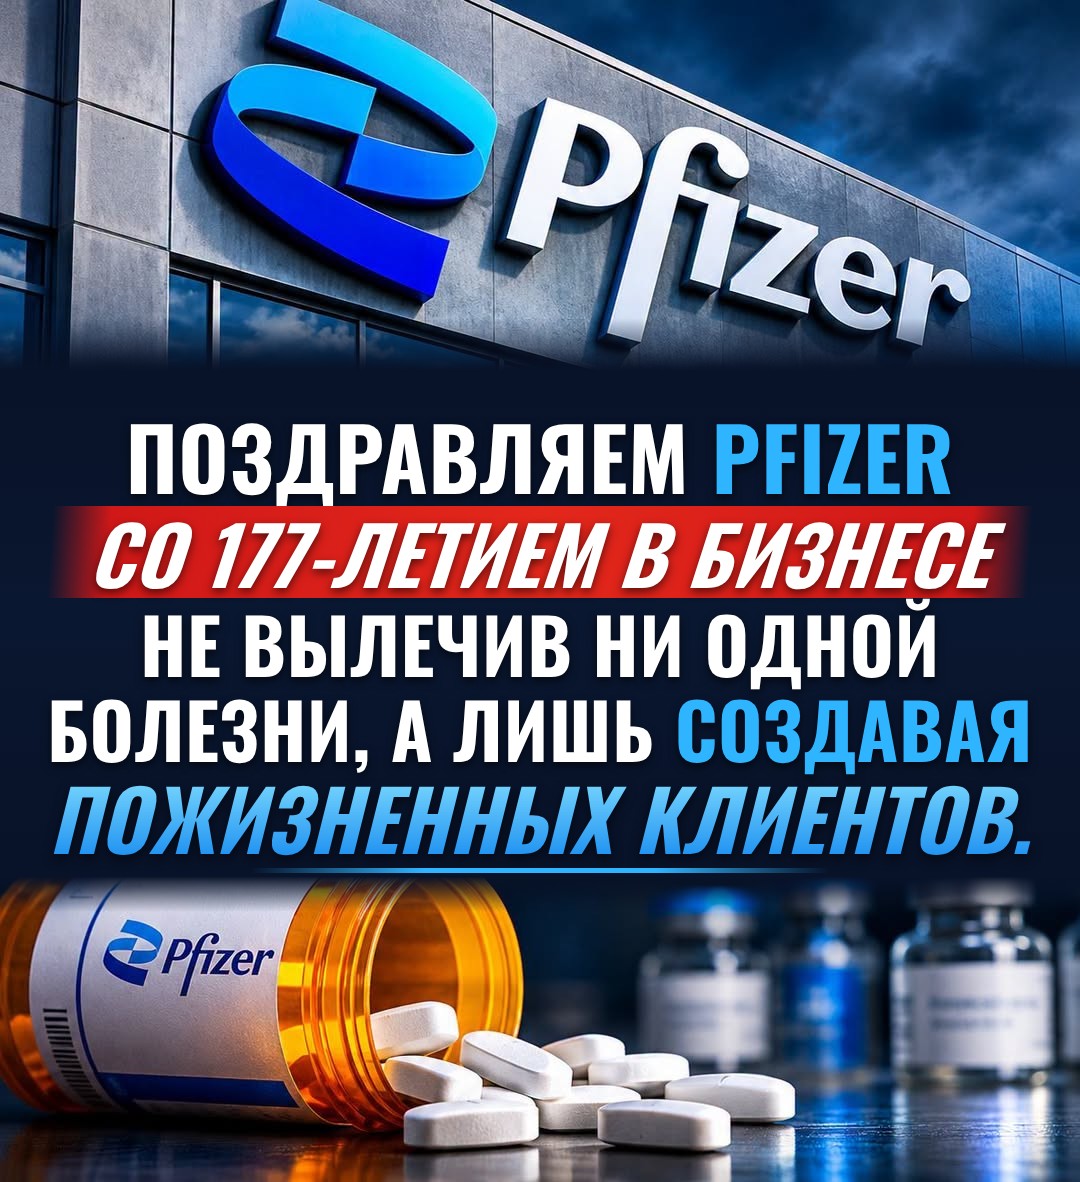 Pfizer
ПОЗДРАВЛЯЕМ PFIZER
СО 177-ЛЕТИЕМ В БИЗНЕСЕ
НЕ ВЫЛЕЧИВ НИ ОДНОЙ
БОЛЕЗНИ, А ЛИШЬ СОЗДАВАЯ
ПОЖИЗНЕННЫХ КЛИЕНТОВ.
Pfizer